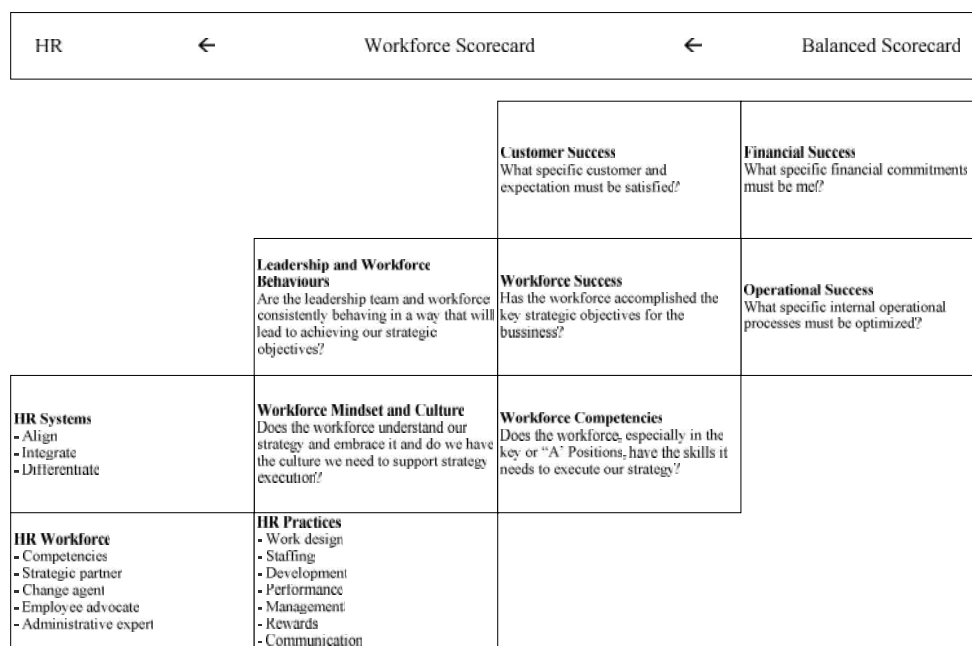 HR ← Workforce Scorecard ← Balanced Scorecard
Customer Success
What specific customer and
expectation must be satisfied?
Financial Success
What specific financial commitments
must be met?
Leadership and Workforce
Behaviours
Are the leadership team and workforce
consistently behaving in a way that will
lead to achieving our strategic
objectives?
Workforce Success
Has the workforce accomplished the
key strategic objectives for the
bussiness?
Operational Success
What specific internal operational
processes must be optimized?
HR Systems
- Align
- Integrate
- Differentiate
Workforce Mindset and Culture
Does the workforce understand our
strategy and embrace it and do we have
the culture we need to support strategy
execution?
Workforce Competencies
Does the workforce, especially in the
key or “A’ Positions, have the skills it
needs to execute our strategy?
HR Workforce
- Competencies
- Strategic partner
- Change agent
- Employee advocate
- Administrative expert
HR Practices
- Work design
- Staffing
- Development
- Performance
- Management
- Rewards
- Communication